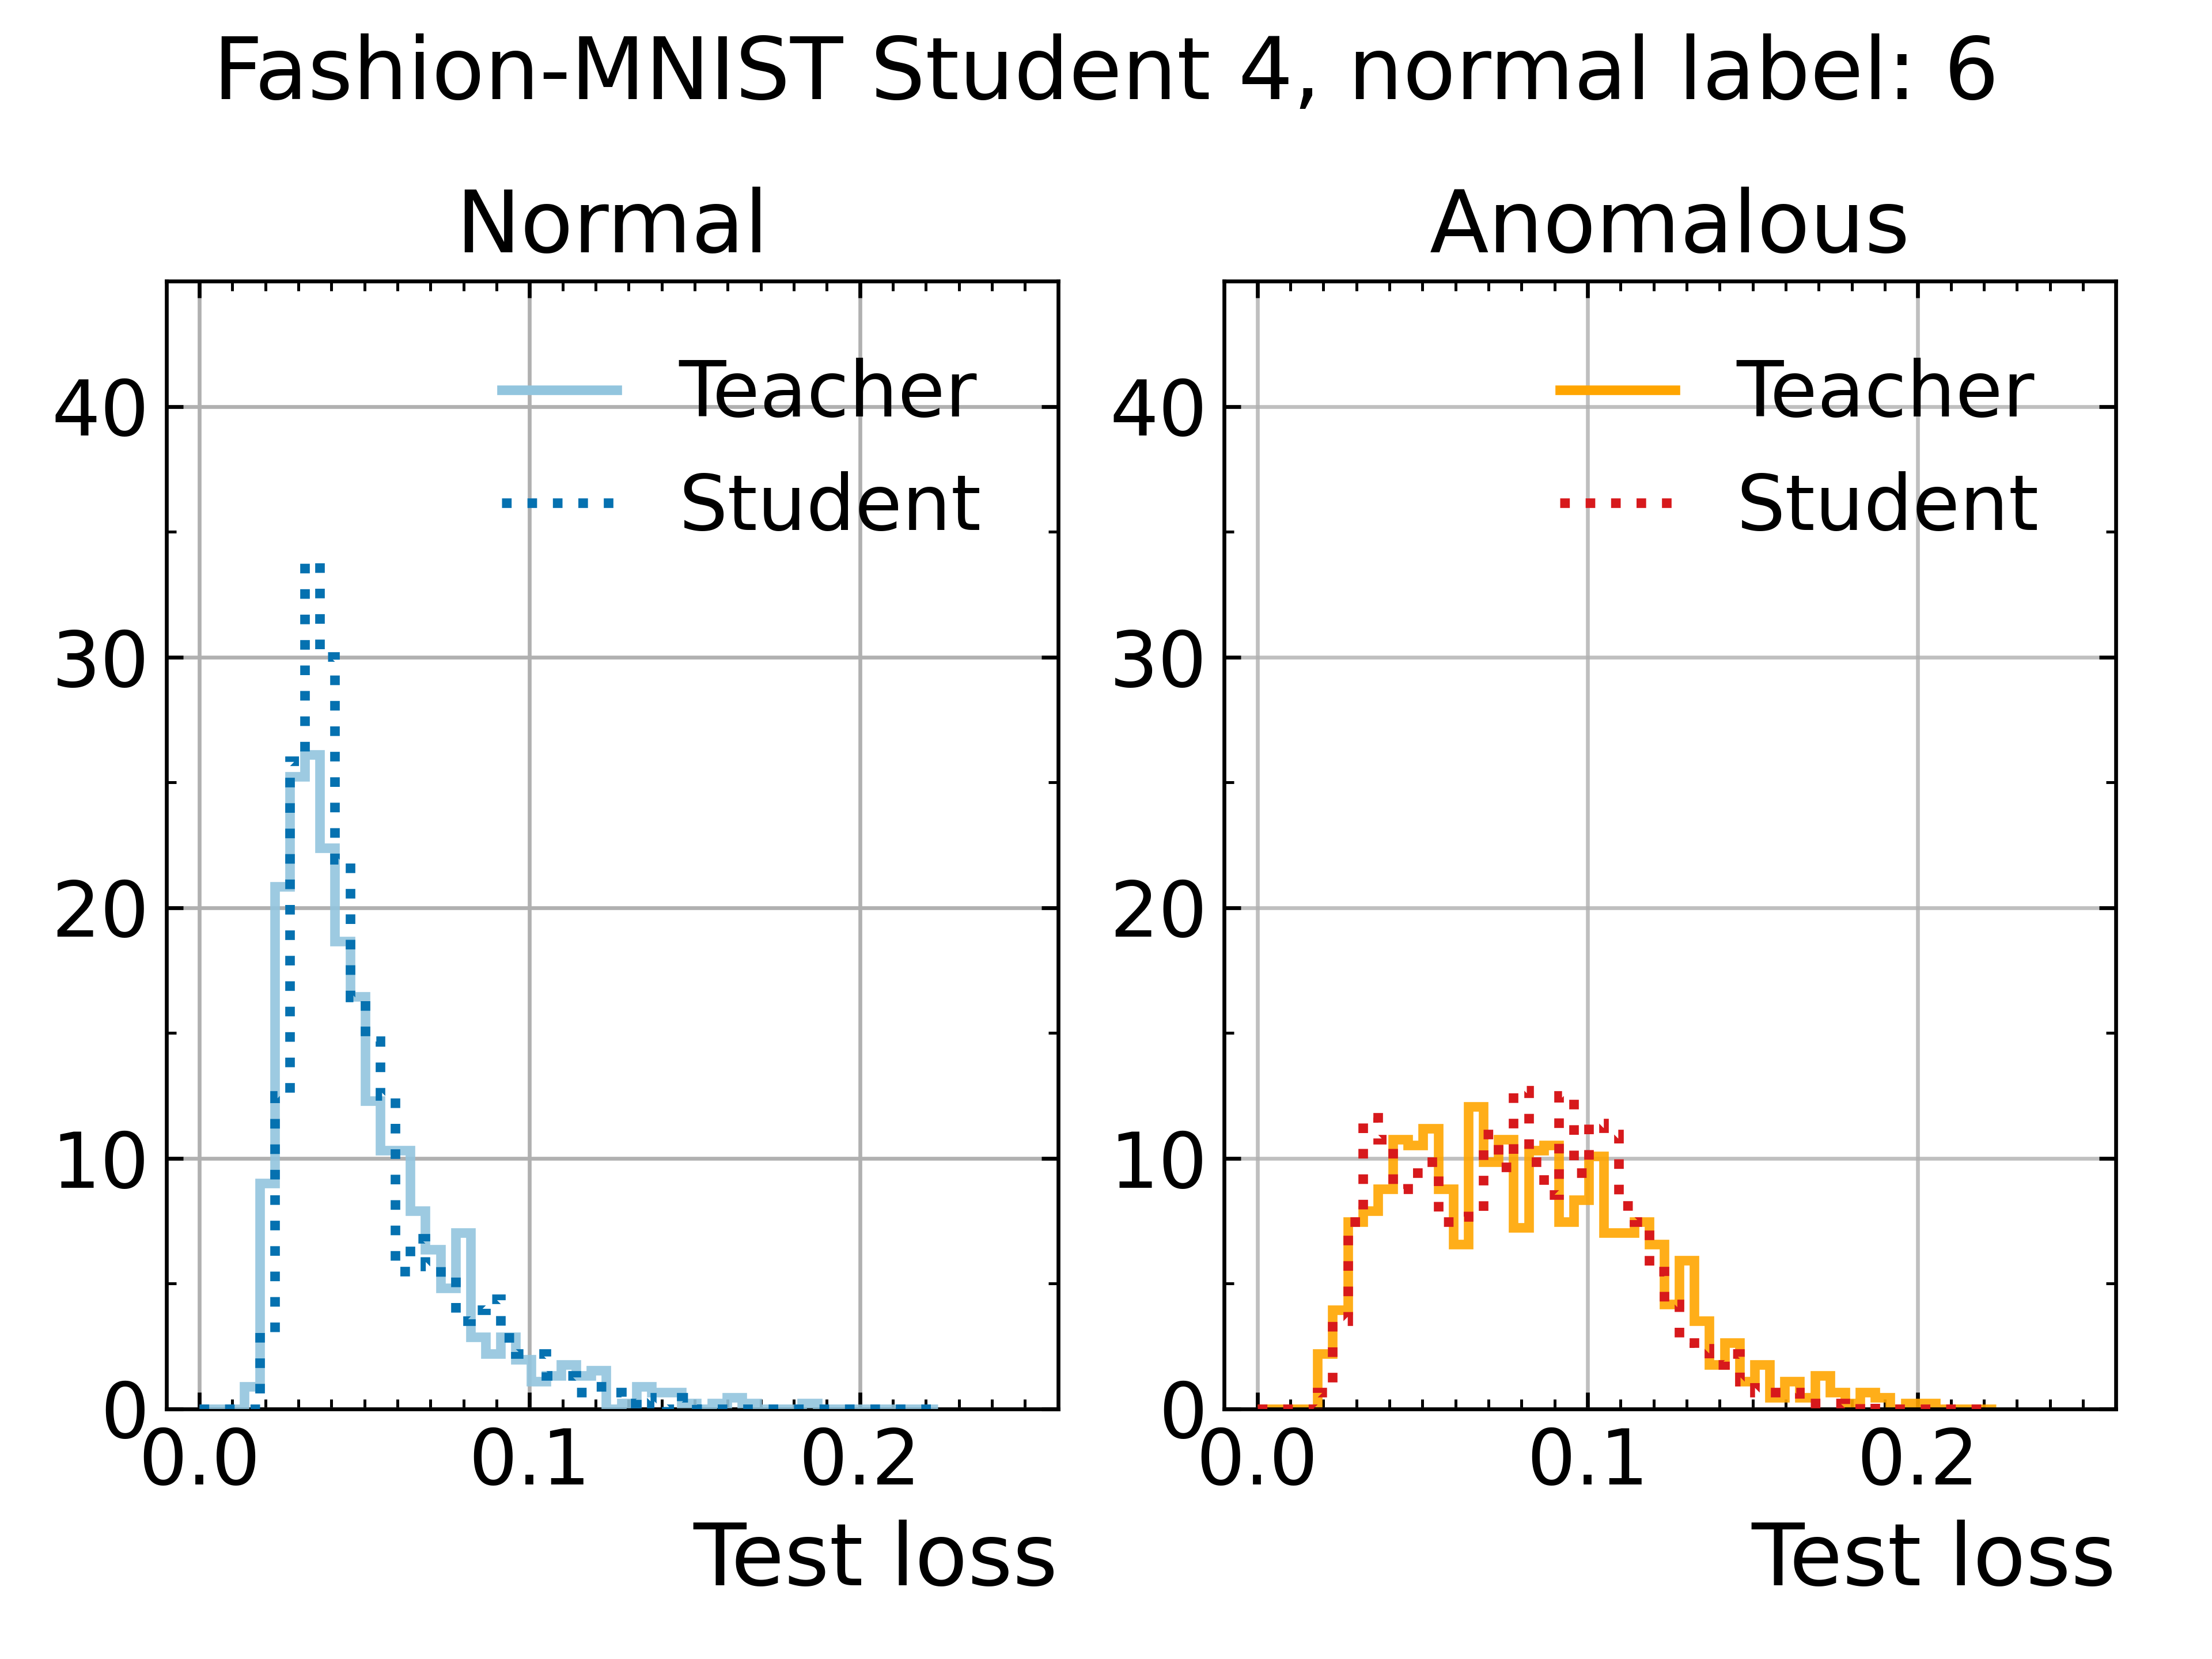 Fashion-MNIST Student 4, normal label: 6
Normal
Teacher
Student
40
30
20
10
0
0.0 0.1 0.2
Test loss
Anomalous
Teacher
Student
40
30
20
10
0
0.0 0.1 0.2
Test loss